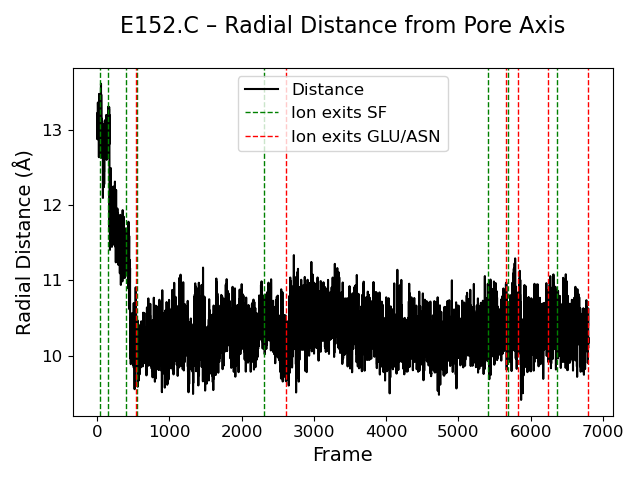 E152.C – Radial Distance from Pore Axis
Distance
Ion exits SF
Ion exits GLU/ASN
Radial Distance (Å)
13
12
11
10
0 1000 2000 3000 4000 5000 6000 7000
Frame